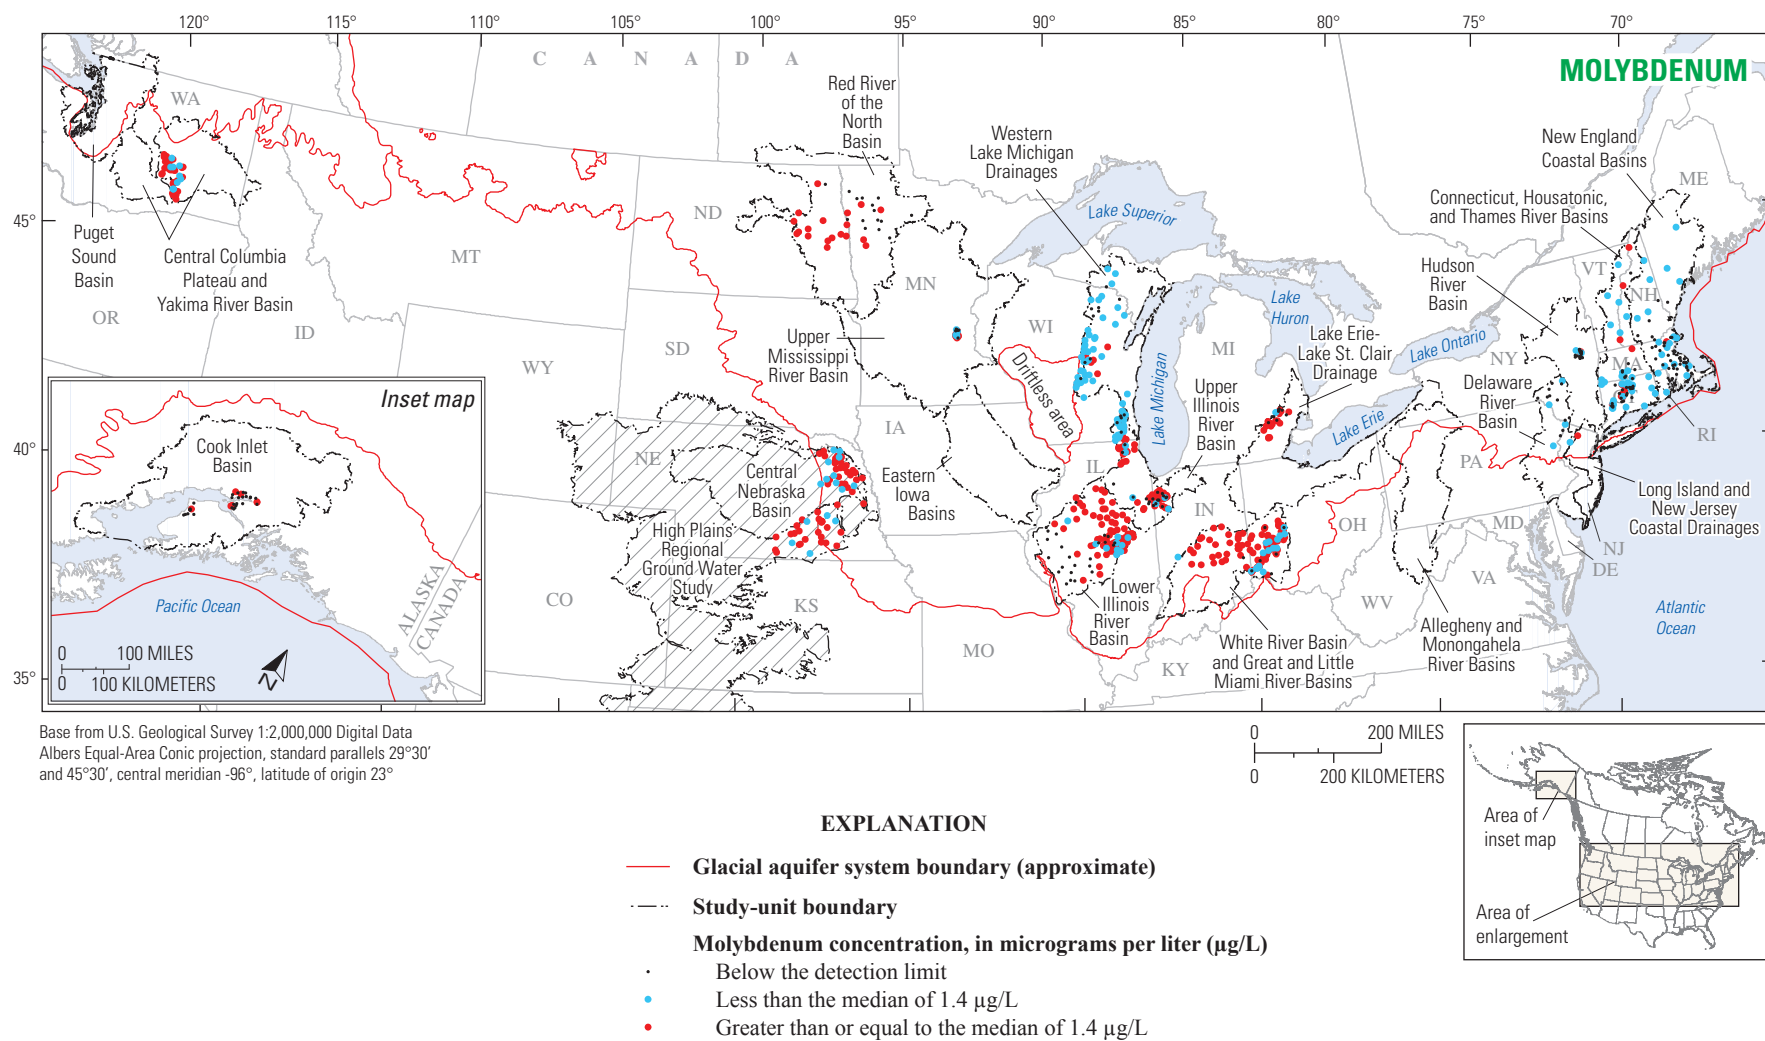 120°
115°
110°
105°
100°
95°
90°
85°
80°
75°
70°
45°
40°
35°
MOLYBDENUM
C A N A D A
WA
OR
ID
MT
WY
ND
SD
NE
CO
KS
MN
IA
MO
WI
IL
MI
IN
OH
KY
WV
VA
PA
NY
VT
NH
ME
MA
RI
NJ
MD
DE
Puget
Sound
Basin
Central Columbia
Plateau and
Yakima River Basin
Red River
of the
North
Basin
Western
Lake Michigan
Drainages
Lake Superior
Lake
Huron
Lake Michigan
Lake Erie
Lake Ontario
Upper
Mississippi
River Basin
Driftless area
Upper
Illinois
River
Basin
Lake Erie-
Lake St. Clair
Drainage
New England
Coastal Basins
Connecticut, Housatonic,
and Thames River Basins
Hudson
River
Basin
Delaware
River
Basin
Long Island and
New Jersey
Coastal Drainages
Central
Nebraska
Basin
High Plains
Regional
Ground Water
Study
Eastern
Iowa
Basins
Lower
Illinois
River
Basin
White River Basin
and Great and Little
Miami River Basins
Allegheny and
Monongahela
River Basins
Atlantic
Ocean
Inset map
Cook Inlet
Basin
Pacific Ocean
ALASKA
CANADA
0 100 MILES
0 100 KILOMETERS
N
Base from U.S. Geological Survey 1:2,000,000 Digital Data
Albers Equal-Area Conic projection, standard parallels 29°30′
and 45°30′, central meridian -96°, latitude of origin 23°
0 200 MILES
0 200 KILOMETERS
Area of
inset map
Area of
enlargement
EXPLANATION
Glacial aquifer system boundary (approximate)
Study-unit boundary
Molybdenum concentration, in micrograms per liter (µg/L)
Below the detection limit
Less than the median of 1.4 µg/L
Greater than or equal to the median of 1.4 µg/L